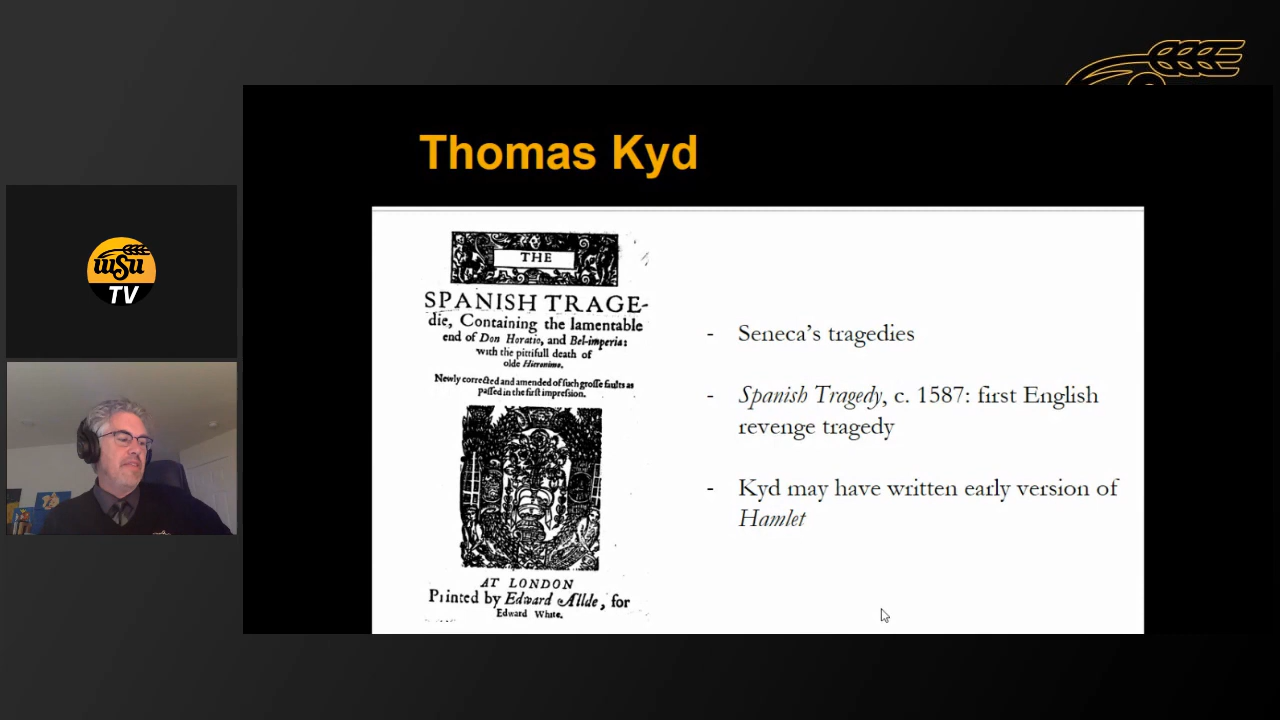 Thomas Kyd
THE
SPANISH TRAGE-
die, Containing the lamentable
end of Don Horatio, and Bel-imperia:
with the pittifull death of
olde Hieronimo.
Newly corrected and amended of such grosse faults as
passed in the first impression.
AT LONDON
Printed by Edward Allde, for
Edward White.
- Seneca’s tragedies
- Spanish Tragedy, c. 1587: first English
revenge tragedy
- Kyd may have written early version of
Hamlet
wsu
TV